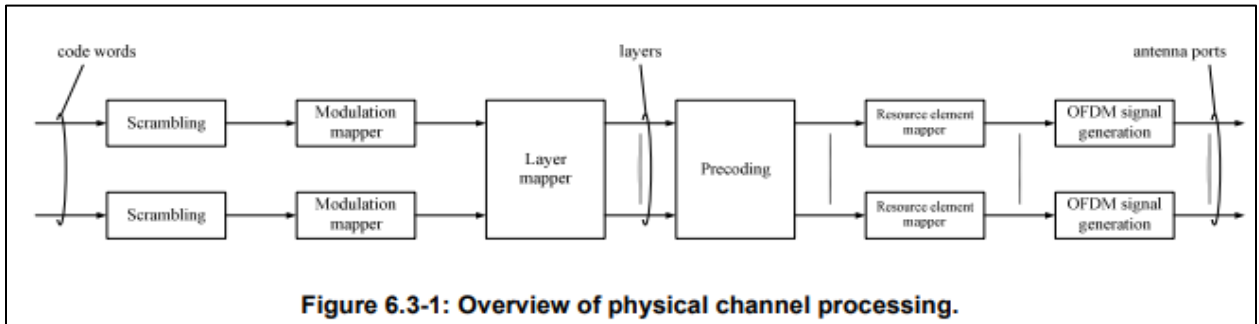 code words
layers
antenna ports
Scrambling
Modulation
mapper
Layer
mapper
Precoding
Resource element
mapper
OFDM signal
generation
Scrambling
Modulation
mapper
Resource element
mapper
OFDM signal
generation
Figure 6.3-1: Overview of physical channel processing.